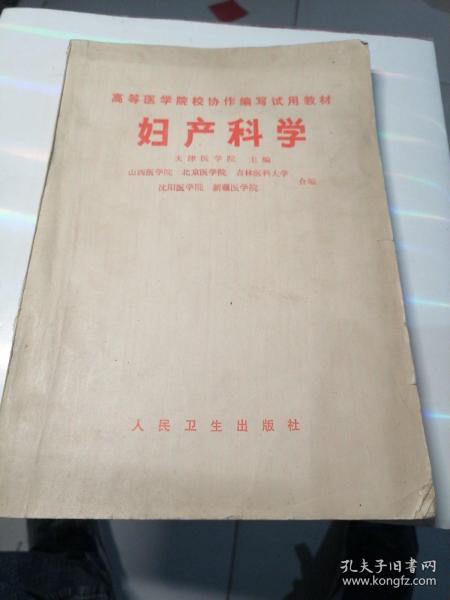 高等医学院校协作编写试用教材
妇产科学
天津医学院 主编
山西医学院 北京医学院 吉林医科大学
沈阳医学院 新疆医学院 合编
人民卫生出版社
孔夫子旧书网
www.kongfz.com